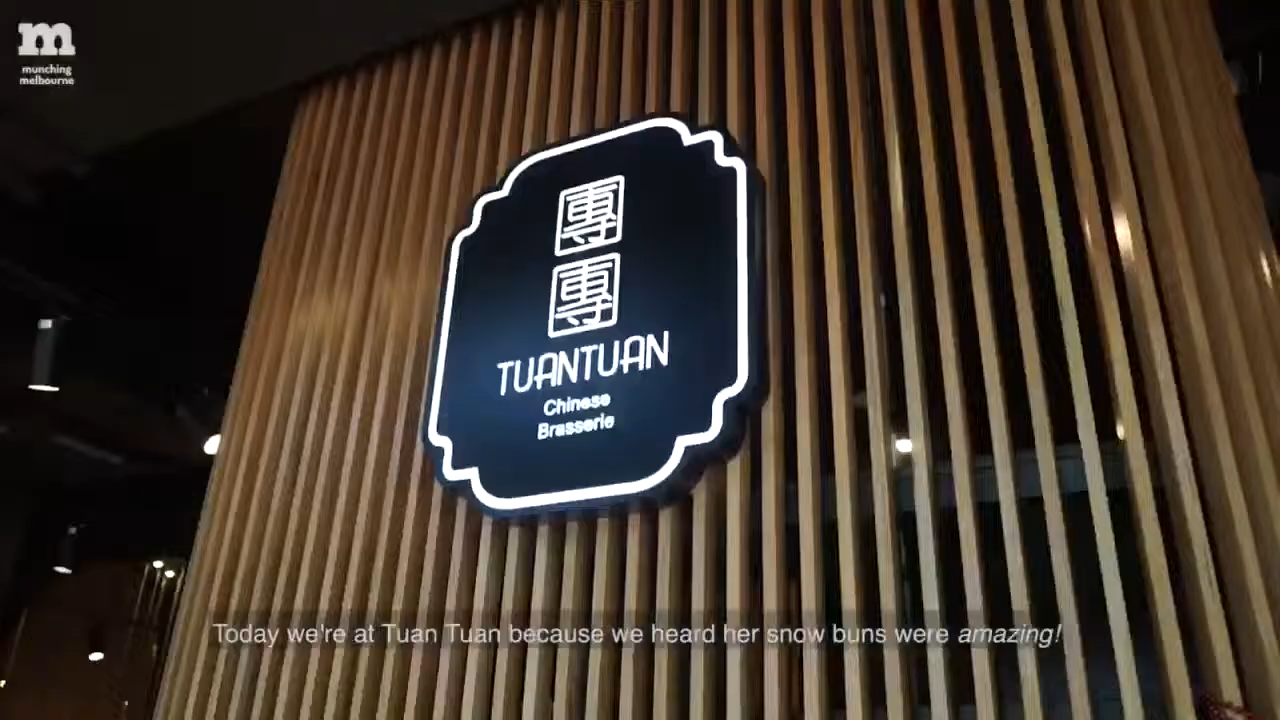 m
munching
melbourne
團
團
TUANTUAN
Chinese
Brasserie
Today we're at Tuan Tuan because we heard her snow buns were amazing!